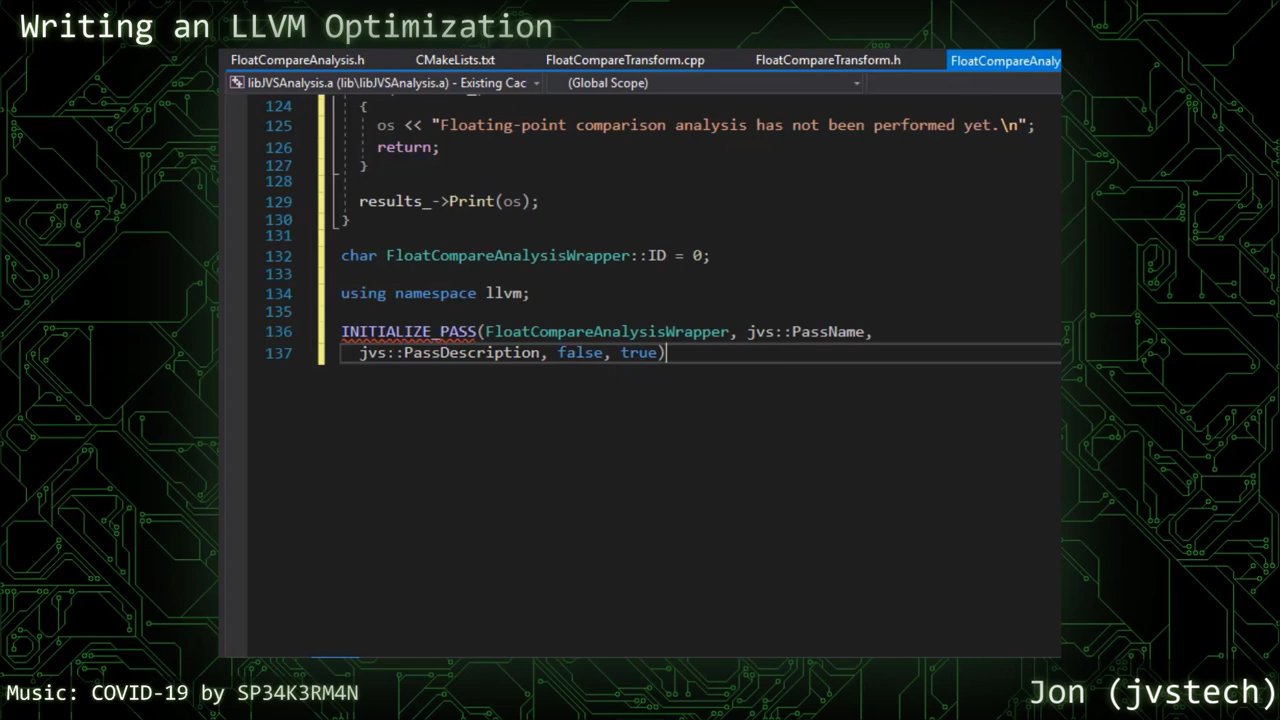 Writing an LLVM Optimization
FloatCompareAnalysis.h CMakeLists.txt FloatCompareTransform.cpp FloatCompareTransform.h FloatCompareAnaly
libJVSAnalysis.a (lib\libJVSAnalysis.a) - Existing Cac (Global Scope)
124 {
125 os << "Floating-point comparison analysis has not been performed yet.\n";
126 return;
127 }
128
129 results_->Print(os);
130 }
131
132 char FloatCompareAnalysisWrapper::ID = 0;
133
134 using namespace llvm;
135
136 INITIALIZE_PASS(FloatCompareAnalysisWrapper, jvs::PassName,
137 jvs::PassDescription, false, true)
Music: COVID-19 by SP34K3RM4N
Jon (jvstech)